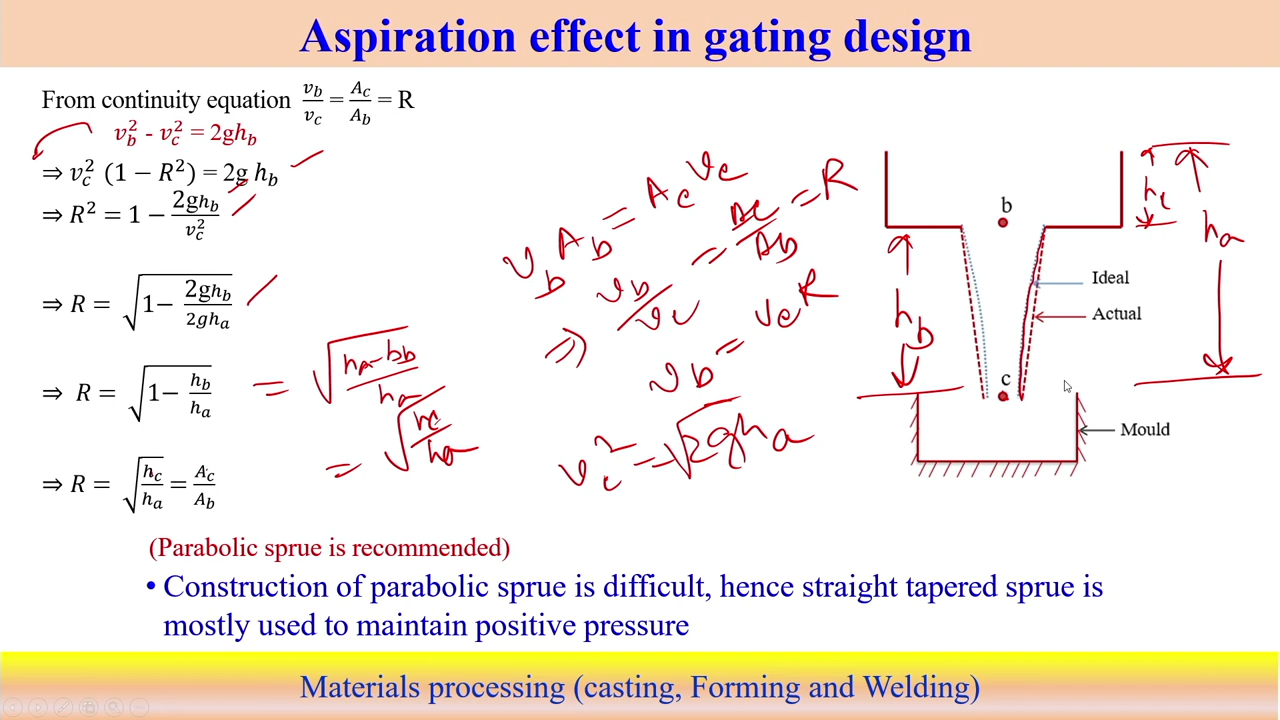 Aspiration effect in gating design
From continuity equation v_b/v_c = A_c/A_b = R
v_b² - v_c² = 2gh_b
⇒ v_c² (1 − R²) = 2g h_b
⇒ R² = 1 − 2gh_b/v_c²
⇒ R = √(1− 2gh_b/2gh_a)
⇒ R = √(1− h_b/h_a)
= √((h_a-h_b)/h_a)
= √(h_c/h_a)
⇒ R = √(h_c/h_a) = A_c/A_b
v_b A_b = A_c v_c
⇒ v_b/v_c = A_c/A_b = R
v_b = v_c R
v_c² = √2gh_a
b
h_c
h_a
Ideal
Actual
h_b
c
Mould
(Parabolic sprue is recommended)
• Construction of parabolic sprue is difficult, hence straight tapered sprue is
mostly used to maintain positive pressure
Materials processing (casting, Forming and Welding)